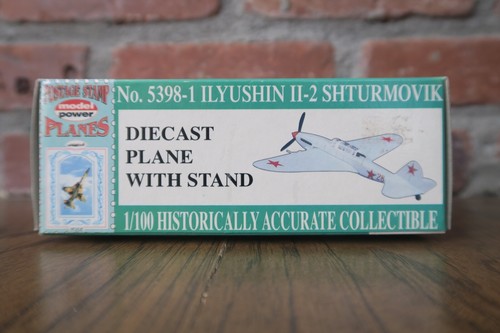 POSTAGE STAMP
model
power
PLANES
No. 5398-1 ILYUSHIN II-2 SHTURMOVIK
DIECAST
PLANE
WITH STAND
1/100 HISTORICALLY ACCURATE COLLECTIBLE